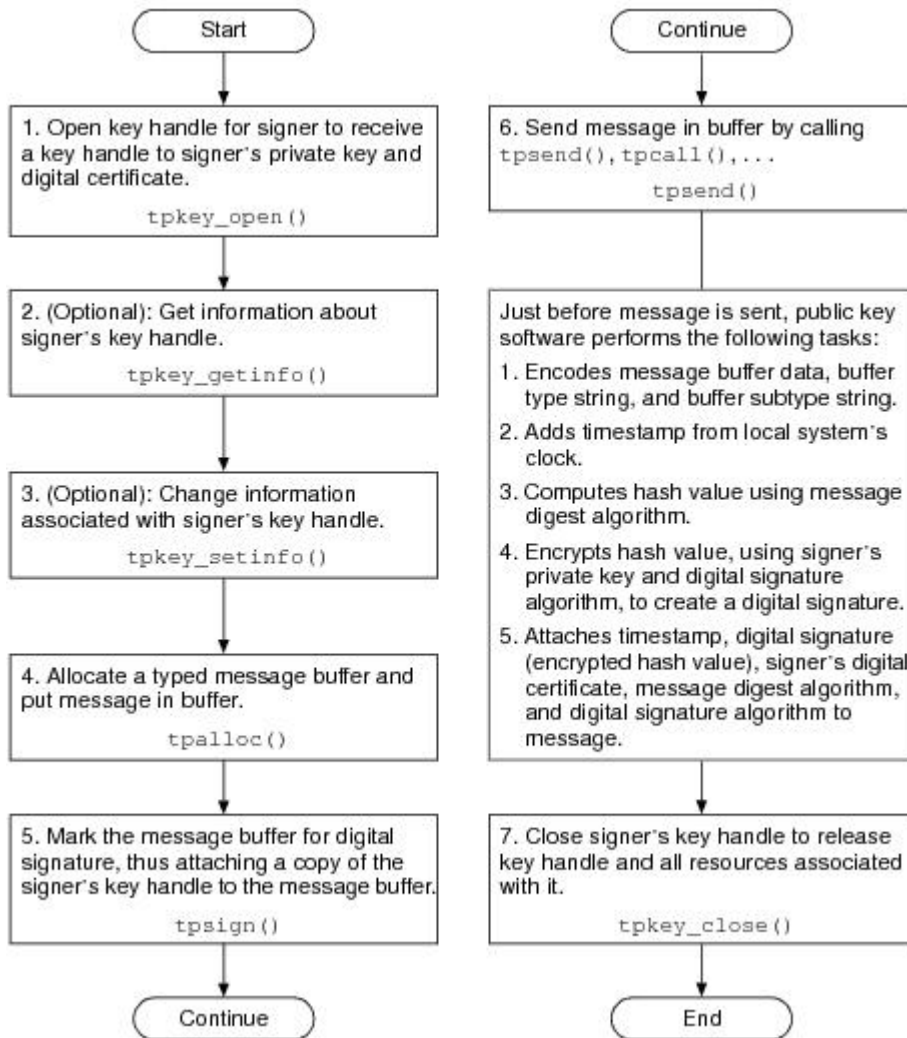 Start
1. Open key handle for signer to receive
a key handle to signer's private key and
digital certificate.
tpkey_open()
2. (Optional): Get information about
signer's key handle.
tpkey_getinfo()
3. (Optional): Change information
associated with signer's key handle.
tpkey_setinfo()
4. Allocate a typed message buffer and
put message in buffer.
tpalloc()
5. Mark the message buffer for digital
signature, thus attaching a copy of the
signer's key handle to the message buffer.
tpsign()
Continue
Continue
6. Send message in buffer by calling
tpsend(), tpcall(), ...
tpsend()
Just before message is sent, public key
software performs the following tasks:
1. Encodes message buffer data, buffer
type string, and buffer subtype string.
2. Adds timestamp from local system's
clock.
3. Computes hash value using message
digest algorithm.
4. Encrypts hash value, using signer's
private key and digital signature
algorithm, to create a digital signature.
5. Attaches timestamp, digital signature
(encrypted hash value), signer's digital
certificate, message digest algorithm,
and digital signature algorithm to
message.
7. Close signer's key handle to release
key handle and all resources associated
with it.
tpkey_close()
End